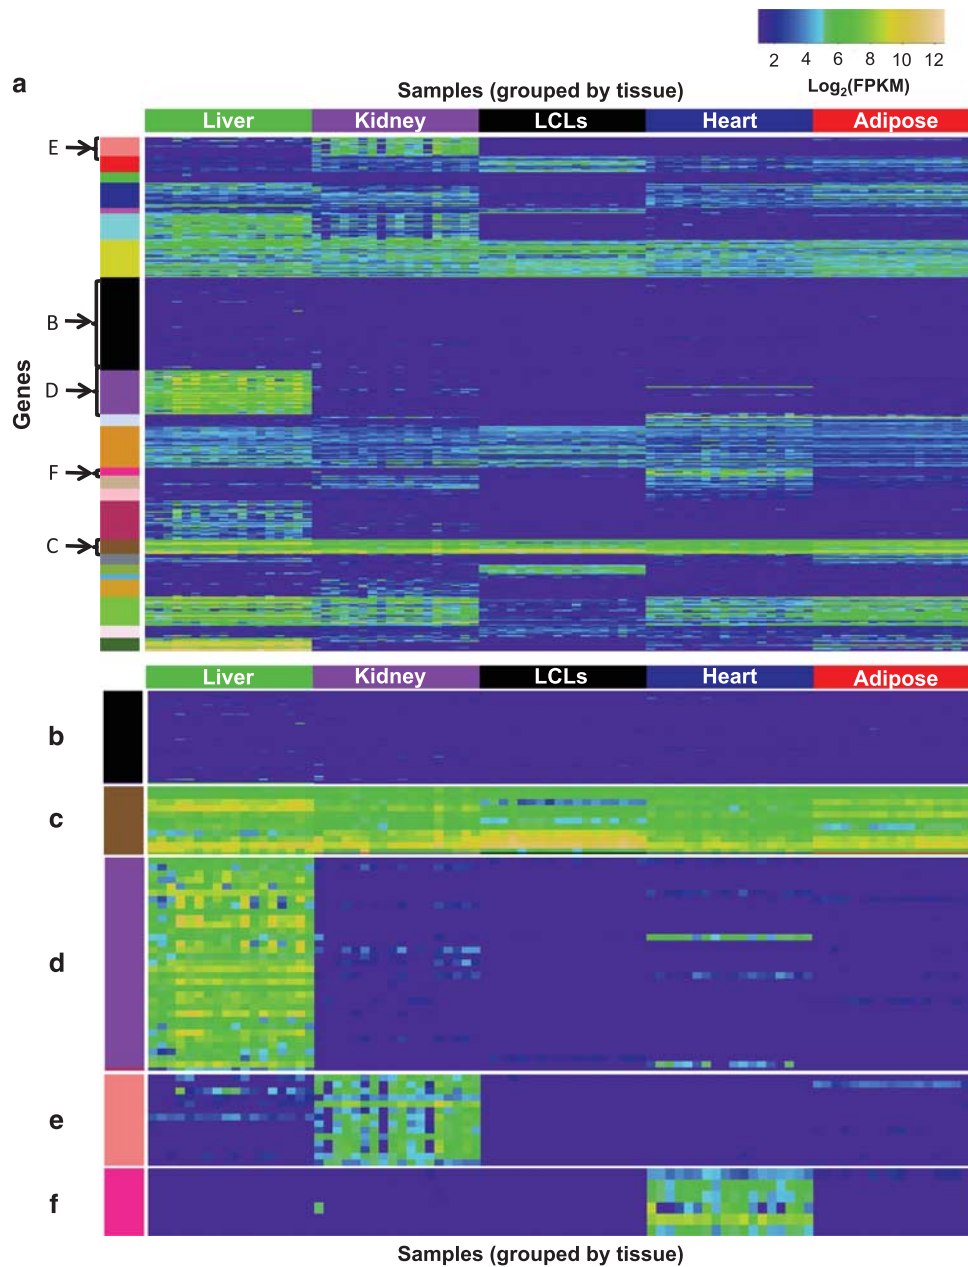 2 4 6 8 10 12
Log2(FPKM)
a
Samples (grouped by tissue)
Liver Kidney LCLs Heart Adipose
E
B
Genes
D
F
C
Liver Kidney LCLs Heart Adipose
b
c
d
e
f
Samples (grouped by tissue)